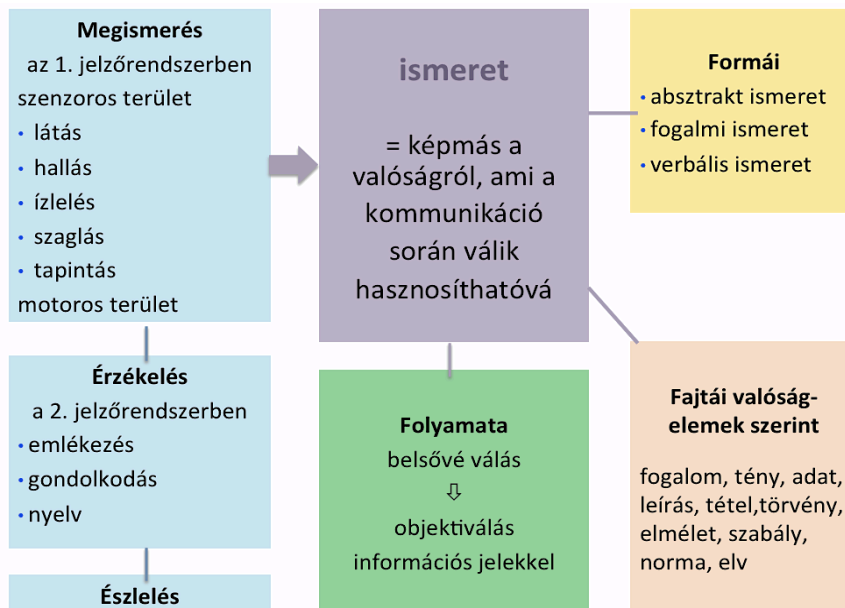 Megismerés
az 1. jelzőrendszerben
szenzoros terület
• látás
• hallás
• ízlelés
• szaglás
• tapintás
motoros terület
Érzékelés
a 2. jelzőrendszerben
• emlékezés
• gondolkodás
• nyelv
Észlelés
ismeret
= képmás a
valóságról, ami a
kommunikáció
során válik
hasznosíthatóvá
Folyamata
belsővé válás
⇩
objektiválás
információs jelekkel
Formái
• absztrakt ismeret
• fogalmi ismeret
• verbális ismeret
Fajtái valóság-
elemek szerint
fogalom, tény, adat,
leírás, tétel,törvény,
elmélet, szabály,
norma, elv